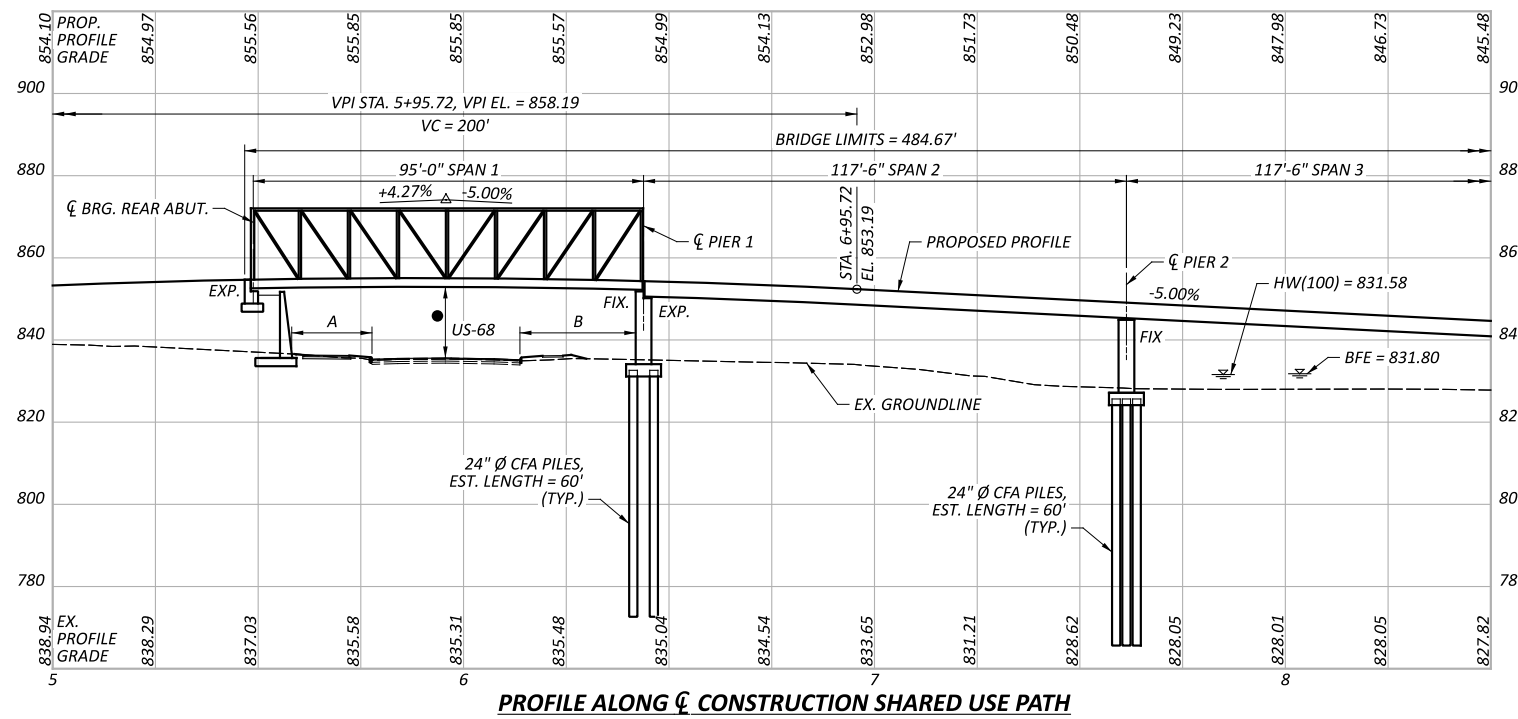 PROP.
PROFILE
GRADE
854.10
854.97
855.56
855.85
855.85
855.57
854.99
854.13
852.98
851.73
850.48
849.23
847.98
846.73
845.48
900
90
VPI STA. 5+95.72, VPI EL. = 858.19
VC = 200'
BRIDGE LIMITS = 484.67'
880
88
95'-0" SPAN 1
117'-6" SPAN 2
117'-6" SPAN 3
+4.27%
-5.00%
℄ BRG. REAR ABUT.
℄ PIER 1
STA. 6+95.72
EL. 853.19
PROPOSED PROFILE
860
86
℄ PIER 2
-5.00%
HW(100) = 831.58
EXP.
FIX.
EXP.
A
US-68
B
FIX
840
84
BFE = 831.80
EX. GROUNDLINE
820
82
24" Ø CFA PILES,
EST. LENGTH = 60'
(TYP.)
24" Ø CFA PILES,
EST. LENGTH = 60'
(TYP.)
800
80
780
78
EX.
PROFILE
GRADE
838.94
838.29
837.03
835.58
835.31
835.48
835.04
834.54
833.65
831.21
828.62
828.05
828.01
828.05
827.82
5
6
7
8
PROFILE ALONG ℄ CONSTRUCTION SHARED USE PATH